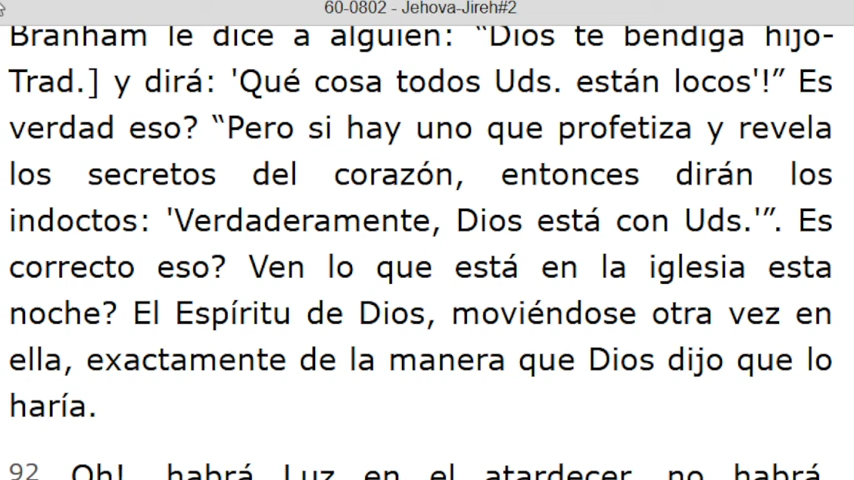 60-0802 - Jehova-Jireh#2
Branham le dice a alguien: “Dios te bendiga hijo-
Trad.] y dirá: 'Qué cosa todos Uds. están locos'!” Es
verdad eso? “Pero si hay uno que profetiza y revela
los secretos del corazón, entonces dirán los
indoctos: 'Verdaderamente, Dios está con Uds.'”. Es
correcto eso? Ven lo que está en la iglesia esta
noche? El Espíritu de Dios, moviéndose otra vez en
ella, exactamente de la manera que Dios dijo que lo
haría.
92 Oh!, habrá Luz en el atardecer, no habrá